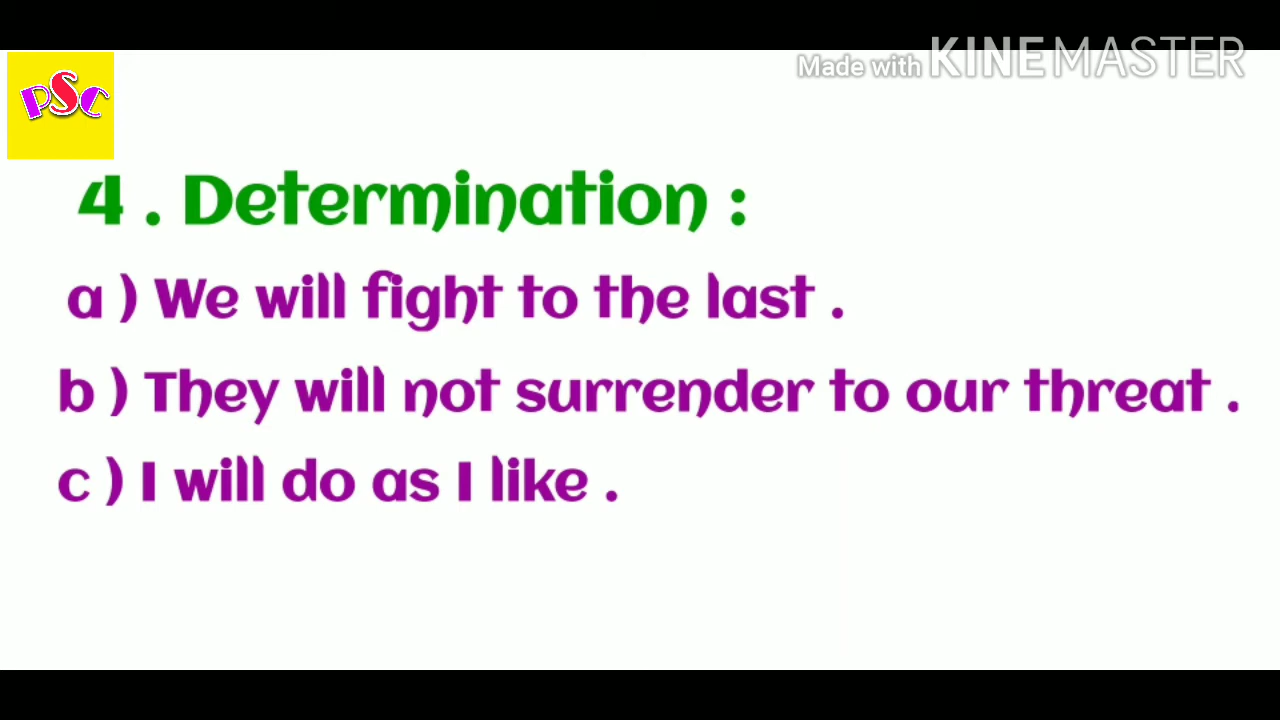 Made with KINEMASTER
PSC
4 . Determination :
a ) We will fight to the last .
b ) They will not surrender to our threat .
c ) I will do as I like .